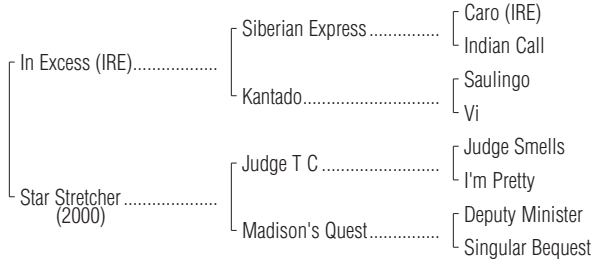 Caro (IRE)
Siberian Express ...............
Indian Call
In Excess (IRE)..................
Saulingo
Kantado.............................
Vi
Judge Smells
Judge T C .........................
I'm Pretty
Star Stretcher ....................
(2000)
Deputy Minister
Madison's Quest...............
Singular Bequest